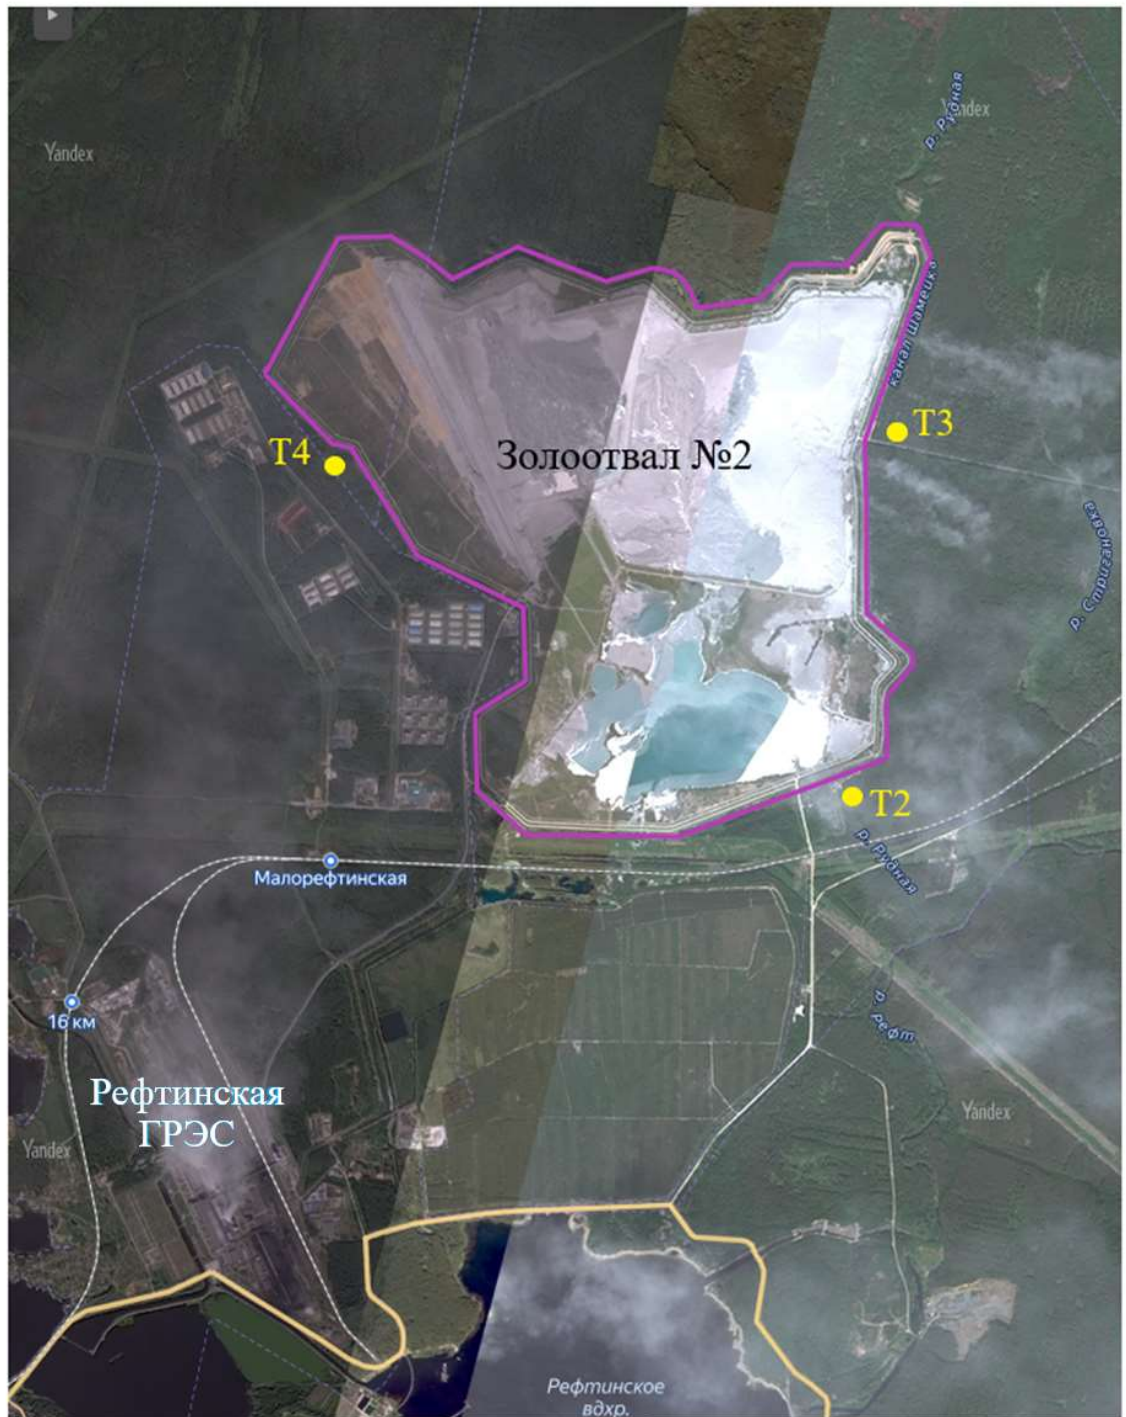 р. Рудная
Yandex
Yandex
канал Шамейка
Т3
Т4
Золоотвал №2
р. Стригановка
Т2
р. Рудная
Малорефтинская
р. Рефт
16 км
Рефтинская
ГРЭС
Yandex
Yandex
Рефтинское
вдхр.